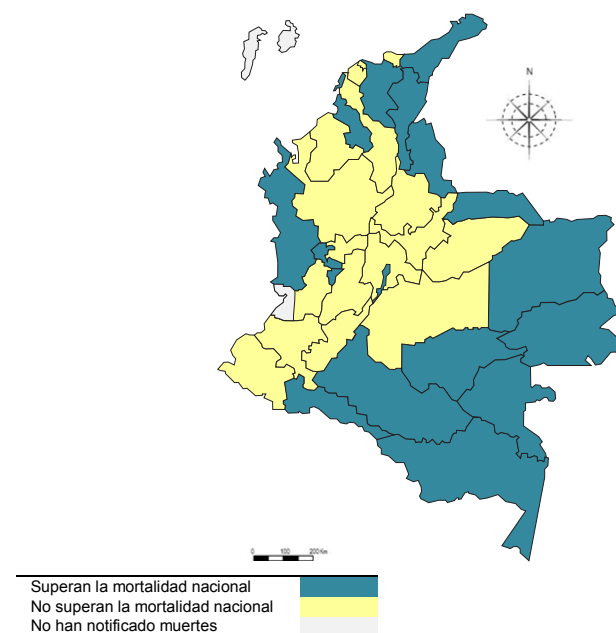 N
0 100 200 Km
Superan la mortalidad nacional
No superan la mortalidad nacional
No han notificado muertes